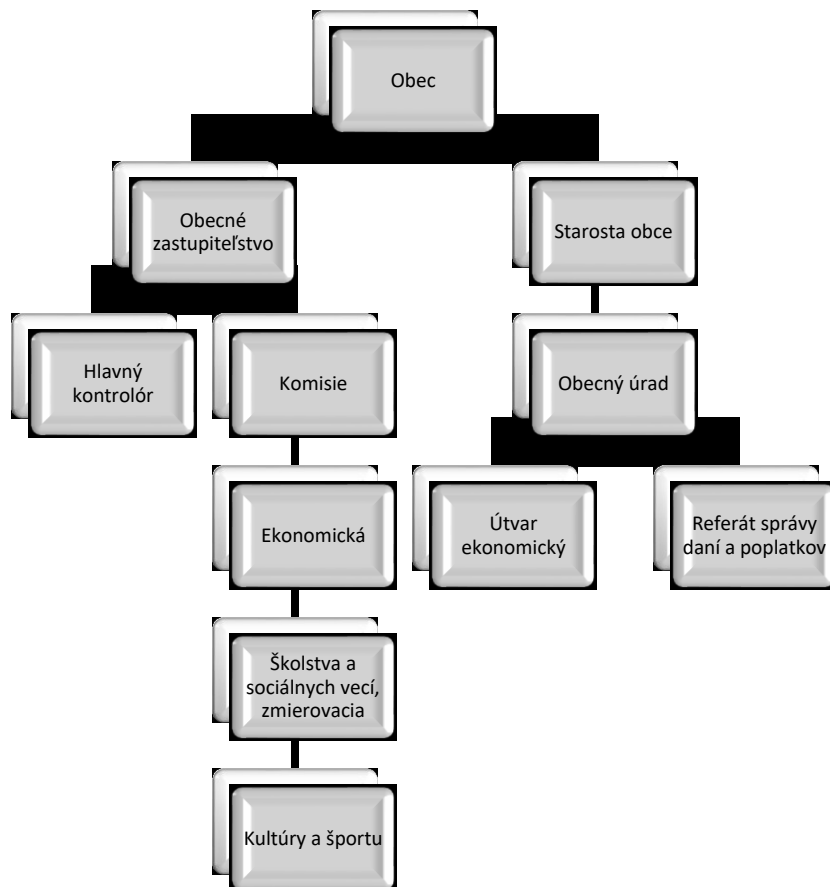 Obec
Obecné
zastupiteľstvo
Starosta obce
Hlavný
kontrolór
Komisie
Obecný úrad
Ekonomická
Útvar
ekonomický
Referát správy
daní a poplatkov
Školstva a
sociálnych vecí,
zmierovacia
Kultúry a športu